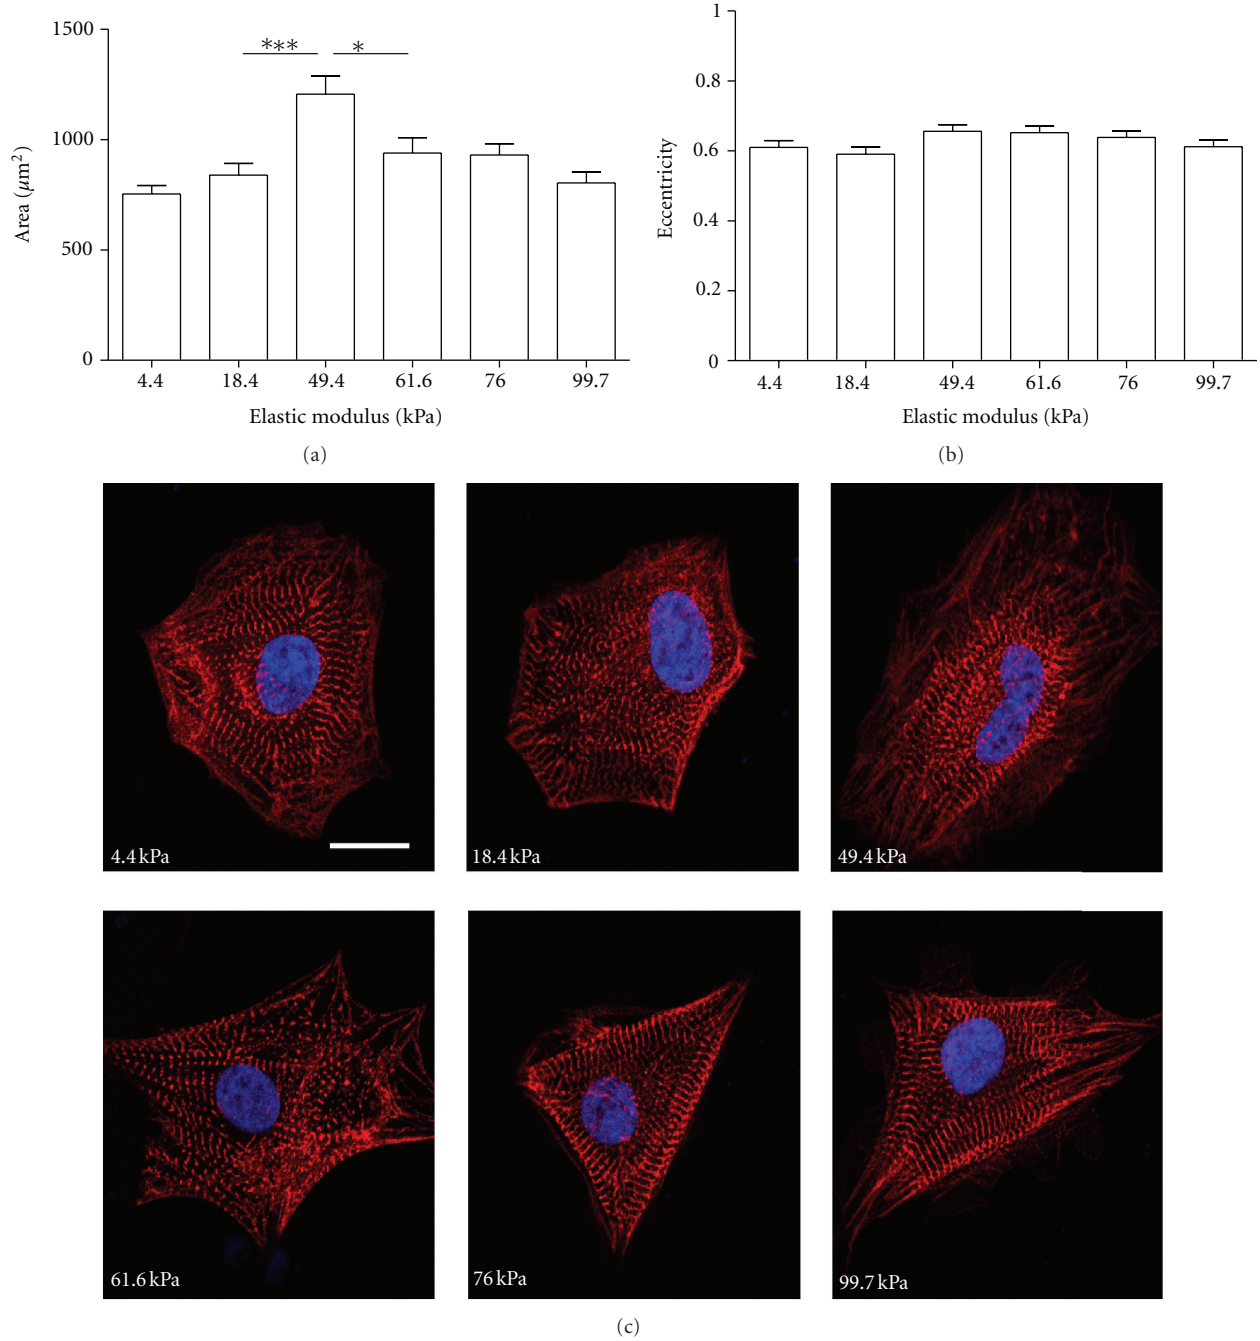 1500
1000
500
0
Area (μm²)
*** *
4.4 18.4 49.4 61.6 76 99.7
Elastic modulus (kPa)
(a)
1
0.8
0.6
0.4
0.2
0
Eccentricity
4.4 18.4 49.4 61.6 76 99.7
Elastic modulus (kPa)
(b)
4.4 kPa
18.4 kPa
49.4 kPa
61.6 kPa
76 kPa
99.7 kPa
(c)